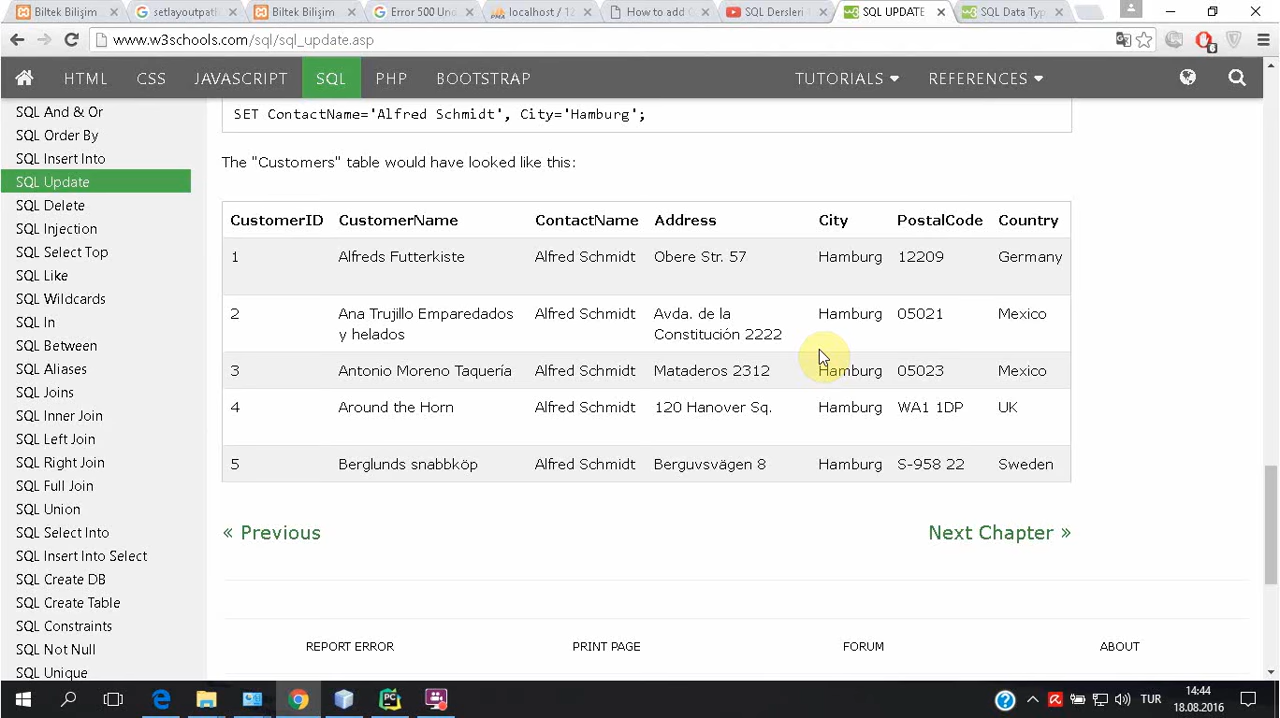 Biltek Bilişim
setlayoutpatl
Biltek Bilişim
Error 500 Un
localhost / 12
How to add
SQL Dersleri
SQL UPDATE
SQL Data Typ
www.w3schools.com/sql/sql_update.asp
6
HTML CSS JAVASCRIPT SQL PHP BOOTSTRAP TUTORIALS REFERENCES
SQL And & Or
SQL Order By
SQL Insert Into
SQL Update
SQL Delete
SQL Injection
SQL Select Top
SQL Like
SQL Wildcards
SQL In
SQL Between
SQL Aliases
SQL Joins
SQL Inner Join
SQL Left Join
SQL Right Join
SQL Full Join
SQL Union
SQL Select Into
SQL Insert Into Select
SQL Create DB
SQL Create Table
SQL Constraints
SQL Not Null
SQL Unique
SET ContactName='Alfred Schmidt', City='Hamburg';
The "Customers" table would have looked like this:
CustomerID CustomerName ContactName Address City PostalCode Country
1 Alfreds Futterkiste Alfred Schmidt Obere Str. 57 Hamburg 12209 Germany
2 Ana Trujillo Emparedados Alfred Schmidt Avda. de la Hamburg 05021 Mexico
y helados Constitución 2222
3 Antonio Moreno Taquería Alfred Schmidt Mataderos 2312 Hamburg 05023 Mexico
4 Around the Horn Alfred Schmidt 120 Hanover Sq. Hamburg WA1 1DP UK
5 Berglunds snabbköp Alfred Schmidt Berguvsvägen 8 Hamburg S-958 22 Sweden
« Previous Next Chapter »
REPORT ERROR PRINT PAGE FORUM ABOUT
TUR
14:44
18.08.2016